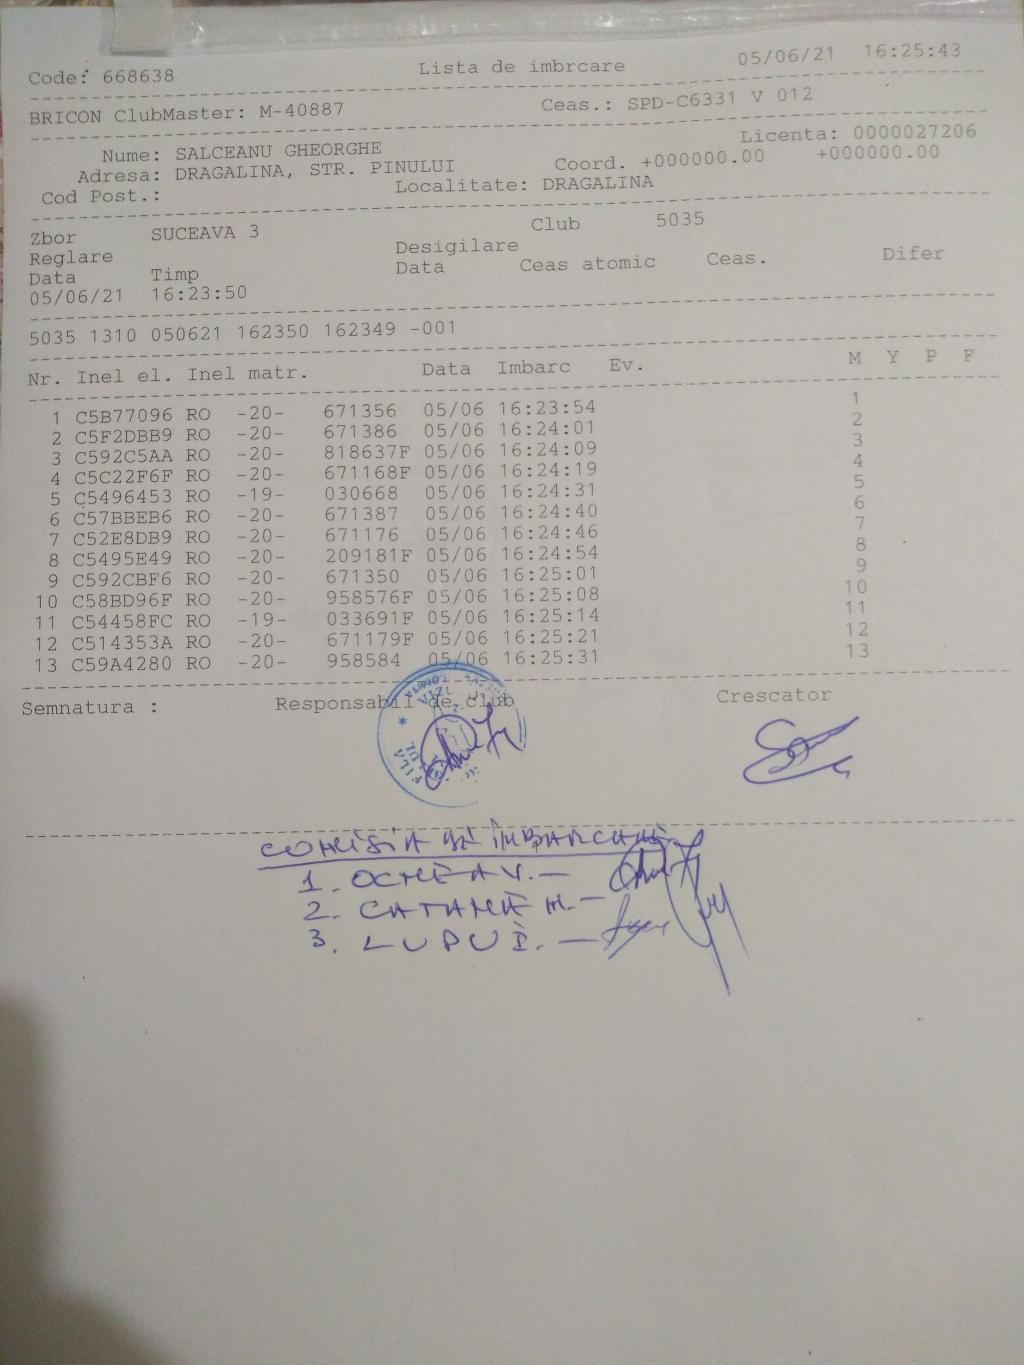 Code: 668638 Lista de imbrcare 05/06/21 16:25:43
BRICON ClubMaster: M-40887 Ceas.: SPD-C6331 V 012
Licenta: 0000027206
Nume: SALCEANU GHEORGHE
Adresa: DRAGALINA, STR. PINULUI Coord. +000000.00 +000000.00
Cod Post.: Localitate: DRAGALINA
Zbor SUCEAVA 3 Club 5035
Reglare Desigilare
Data Timp Data Ceas atomic Ceas. Difer
05/06/21 16:23:50
5035 1310 050621 162350 162349 -001
Nr. Inel el. Inel matr. Data Imbarc Ev. M Y P F
1 C5B77096 RO -20- 671356 05/06 16:23:54 1
2 C5F2DBB9 RO -20- 671386 05/06 16:24:01 2
3 C592C5AA RO -20- 818637F 05/06 16:24:09 3
4 C5C22F6F RO -20- 671168F 05/06 16:24:19 4
5 C5496453 RO -19- 030668 05/06 16:24:31 5
6 C57BBEB6 RO -20- 671387 05/06 16:24:40 6
7 C52E8DB9 RO -20- 671176 05/06 16:24:46 7
8 C5495E49 RO -20- 209181F 05/06 16:24:54 8
9 C592CBF6 RO -20- 671350 05/06 16:25:01 9
10 C58BD96F RO -20- 958576F 05/06 16:25:08 10
11 C54458FC RO -19- 033691F 05/06 16:25:14 11
12 C514353A RO -20- 671179F 05/06 16:25:21 12
13 C59A4280 RO -20- 958584 05/06 16:25:31 13
Semnatura : Responsabil de club Crescator
COMISIA DE ÎMBARCARE
1. OCNEA V. —
2. CATANĂ M. —
3. LUPU I. —